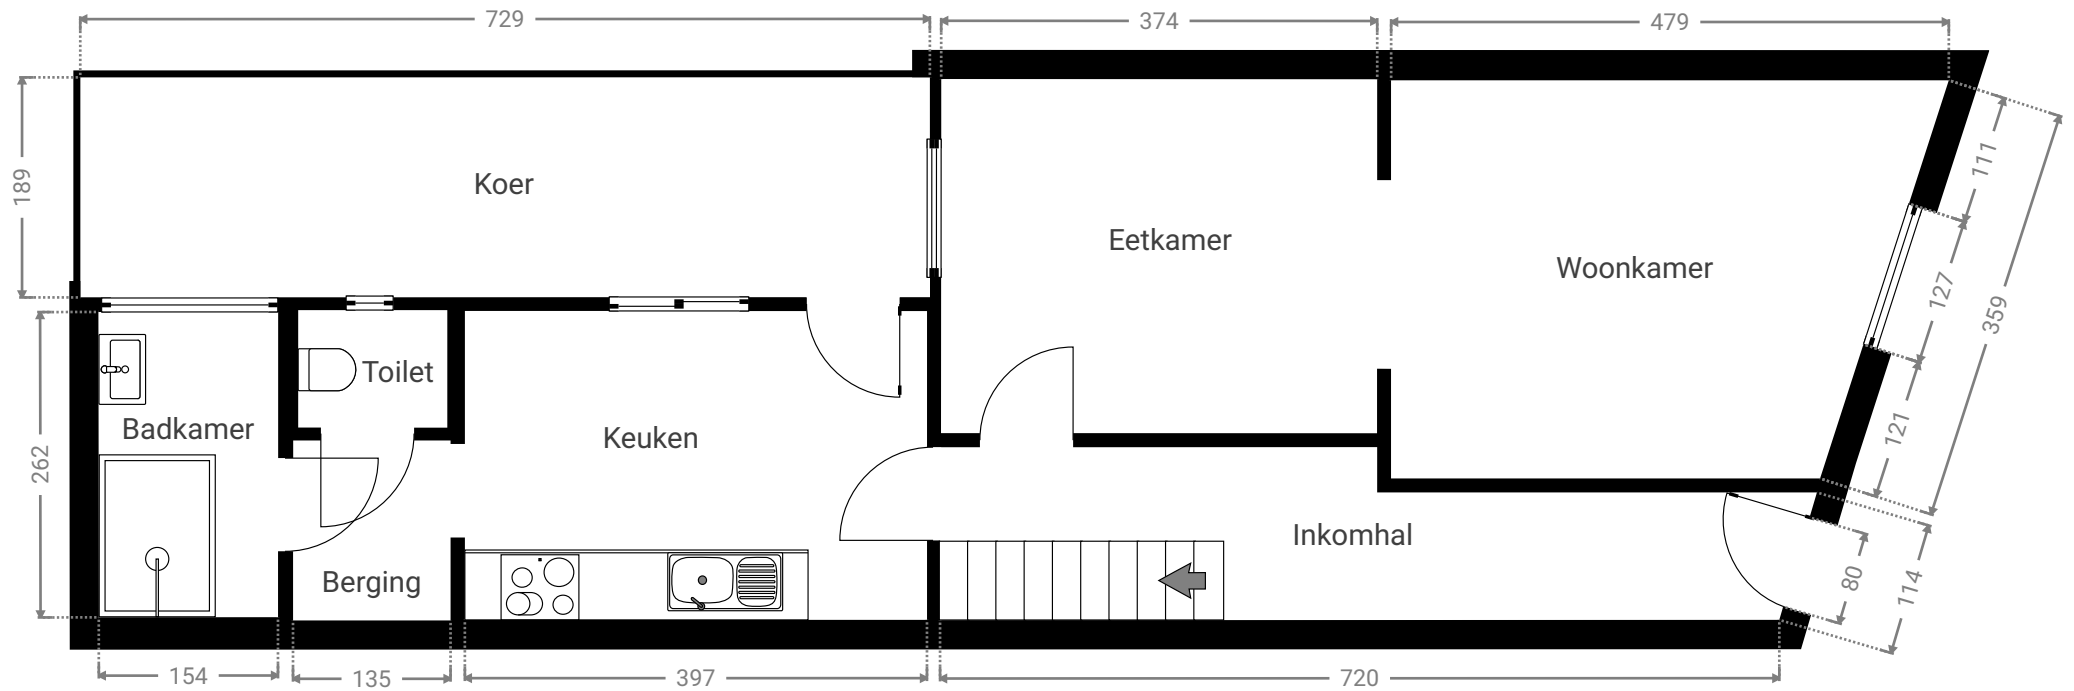 729
374
479
189
Koer
Eetkamer
Woonkamer
111
127
359
Toilet
Badkamer
Keuken
121
262
Inkomhal
Berging
80
114
154
135
397
720